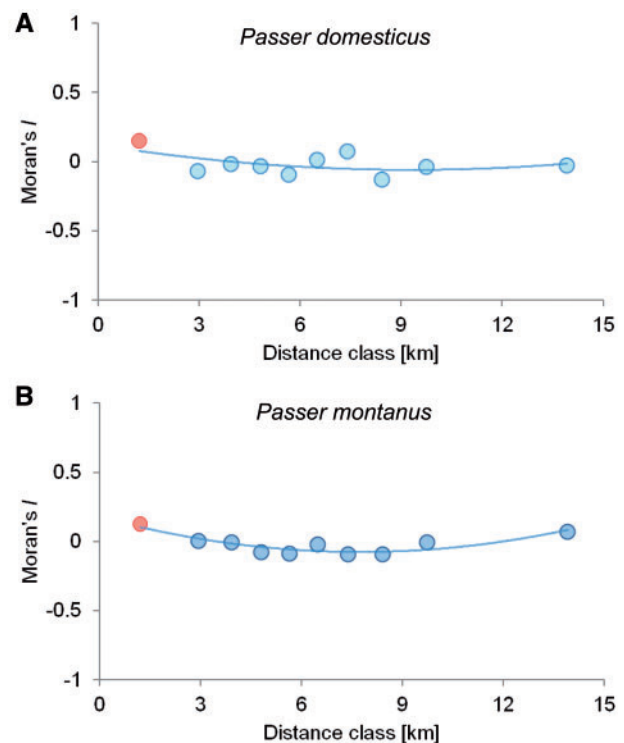 A
Passer domesticus
1
0.5
0
-0.5
-1
Moran's I
0 3 6 9 12 15
Distance class [km]
B
Passer montanus
1
0.5
0
-0.5
-1
Moran's I
0 3 6 9 12 15
Distance class [km]